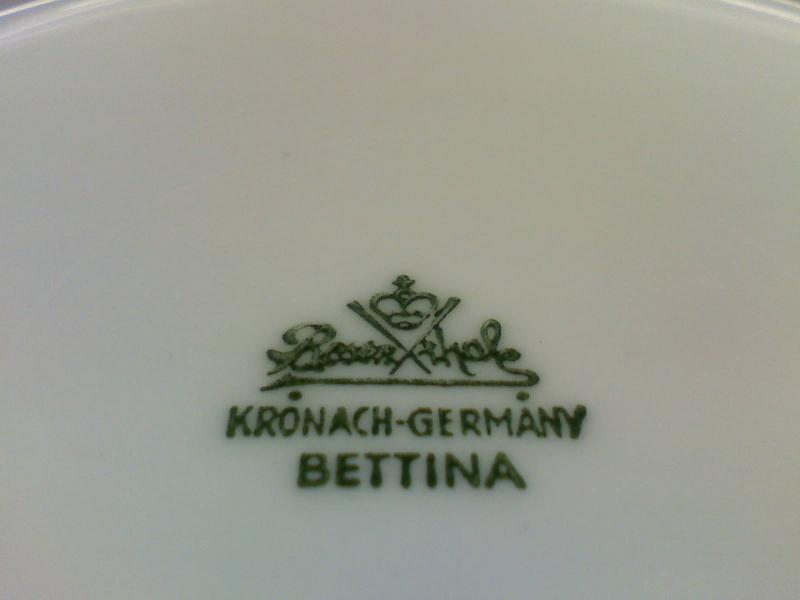 Rosenthal
KRONACH-GERMANY
BETTINA